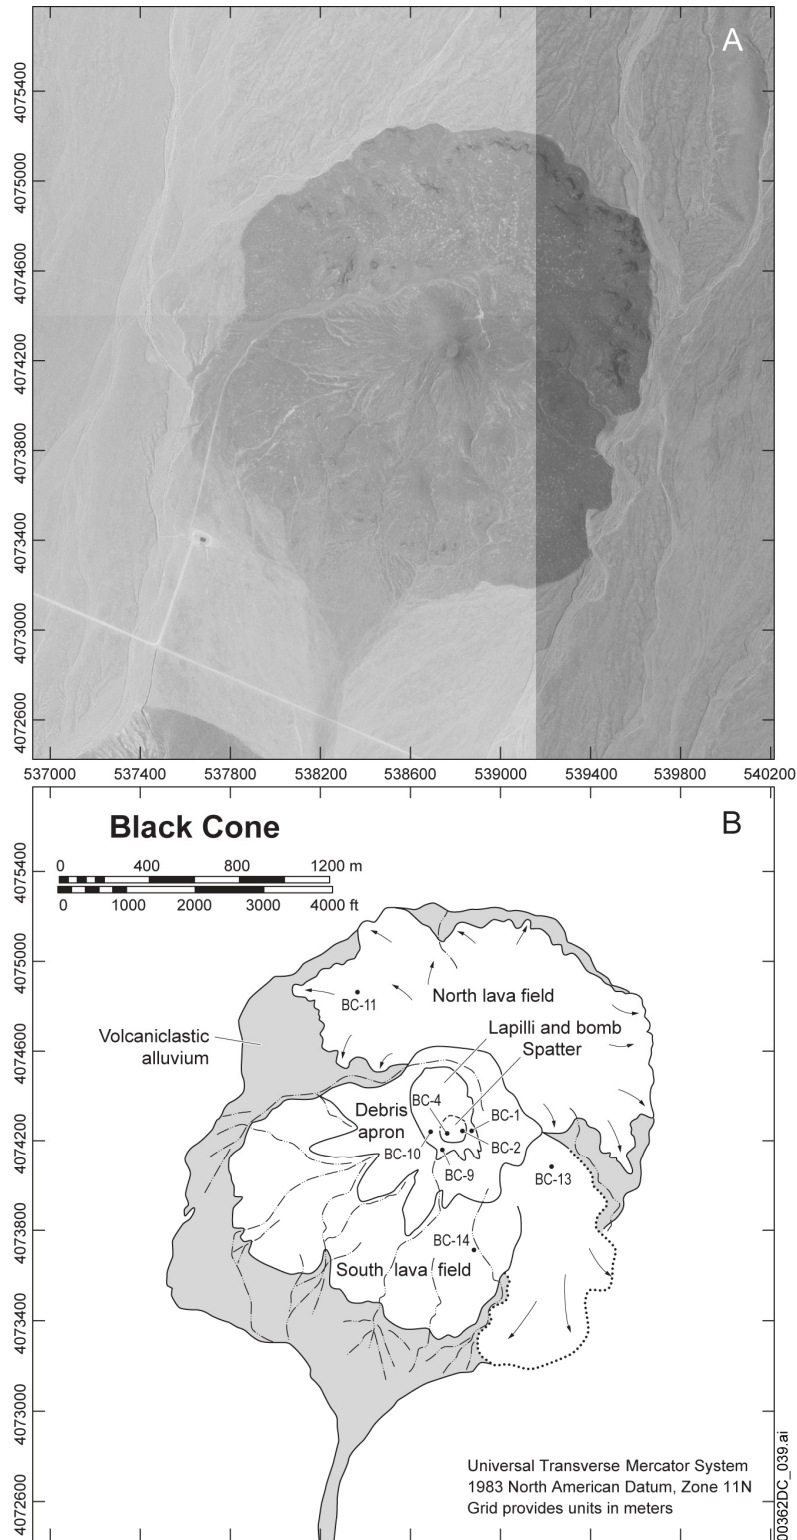 A
4075400
4075000
4074600
4074200
4073800
4073400
4073000
4072600
537000 537400 537800 538200 538600 539000 539400 539800 540200
Black Cone
B
0 400 800 1200 m
0 1000 2000 3000 4000 ft
4075400
4075000
4074600
4074200
4073800
4073400
4073000
4072600
BC-11
North lava field
Volcaniclastic
alluvium
Lapilli and bomb
Spatter
Debris
apron
BC-4
BC-1
BC-2
BC-10
BC-9
BC-13
BC-14
South lava field
Universal Transverse Mercator System
1983 North American Datum, Zone 11N
Grid provides units in meters
00362DC_039.ai